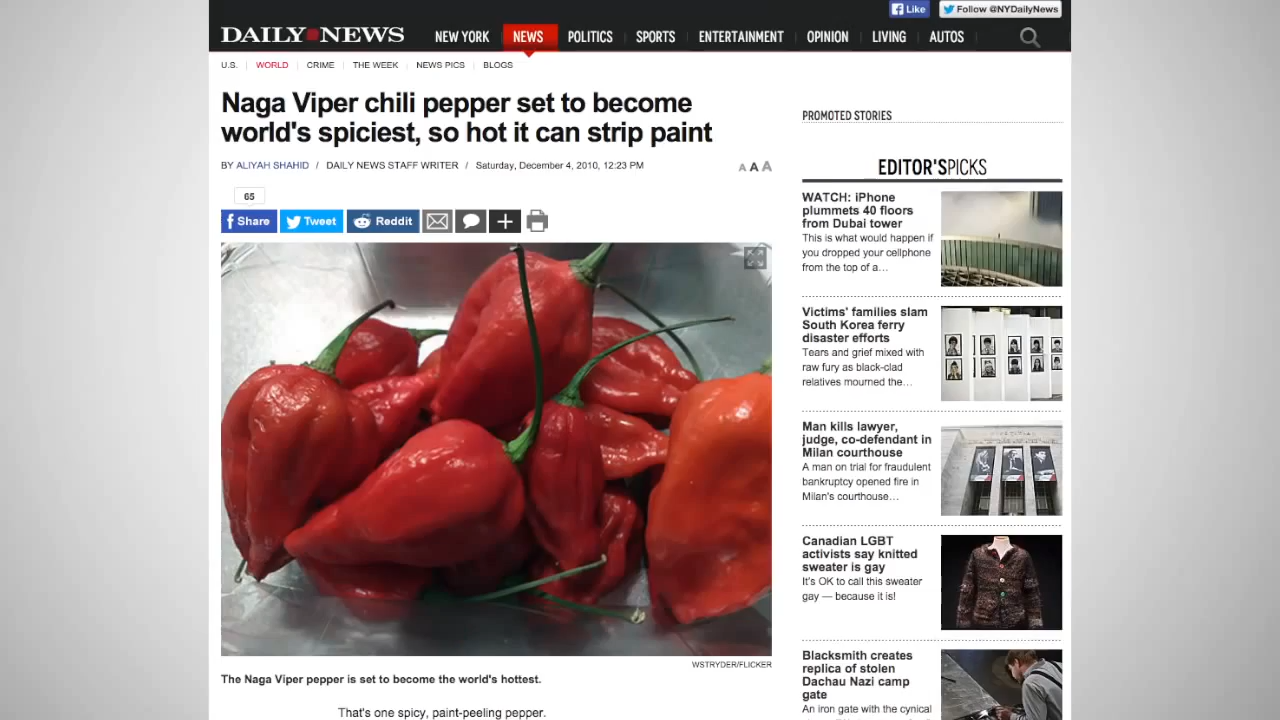 Like
Follow @NYDailyNews
DAILY NEWS
NEW YORK
NEWS
POLITICS
SPORTS
ENTERTAINMENT
OPINION
LIVING
AUTOS
U.S.
WORLD
CRIME
THE WEEK
NEWS PICS
BLOGS
Naga Viper chili pepper set to become
world's spiciest, so hot it can strip paint
BY ALIYAH SHAHID / DAILY NEWS STAFF WRITER / Saturday, December 4, 2010, 12:23 PM
A A A
65
Share
Tweet
Reddit
WSTRYDER/FLICKER
The Naga Viper pepper is set to become the world's hottest.
That's one spicy, paint-peeling pepper.
PROMOTED STORIES
EDITOR'S PICKS
WATCH: iPhone
plummets 40 floors
from Dubai tower
This is what would happen if
you dropped your cellphone
from the top of a…
Victims' families slam
South Korea ferry
disaster efforts
Tears and grief mixed with
raw fury as black-clad
relatives mourned the…
Man kills lawyer,
judge, co-defendant in
Milan courthouse
A man on trial for fraudulent
bankruptcy opened fire in
Milan's courthouse…
Canadian LGBT
activists say knitted
sweater is gay
It's OK to call this sweater
gay — because it is!
Blacksmith creates
replica of stolen
Dachau Nazi camp
gate
An iron gate with the cynical